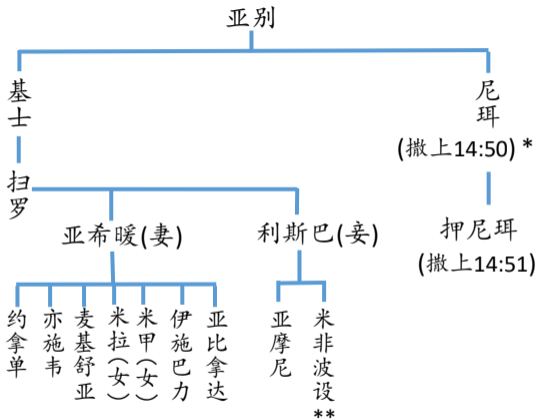 亚别
基士
尼珥
(撒上14:50) *
扫罗
亚希暖(妻)
利斯巴(妾)
押尼珥
(撒上14:51)
约拿单
亦施韦
麦基舒亚
米拉(女)
米甲(女)
伊施巴力
亚比拿达
亚摩尼
米非波设
**